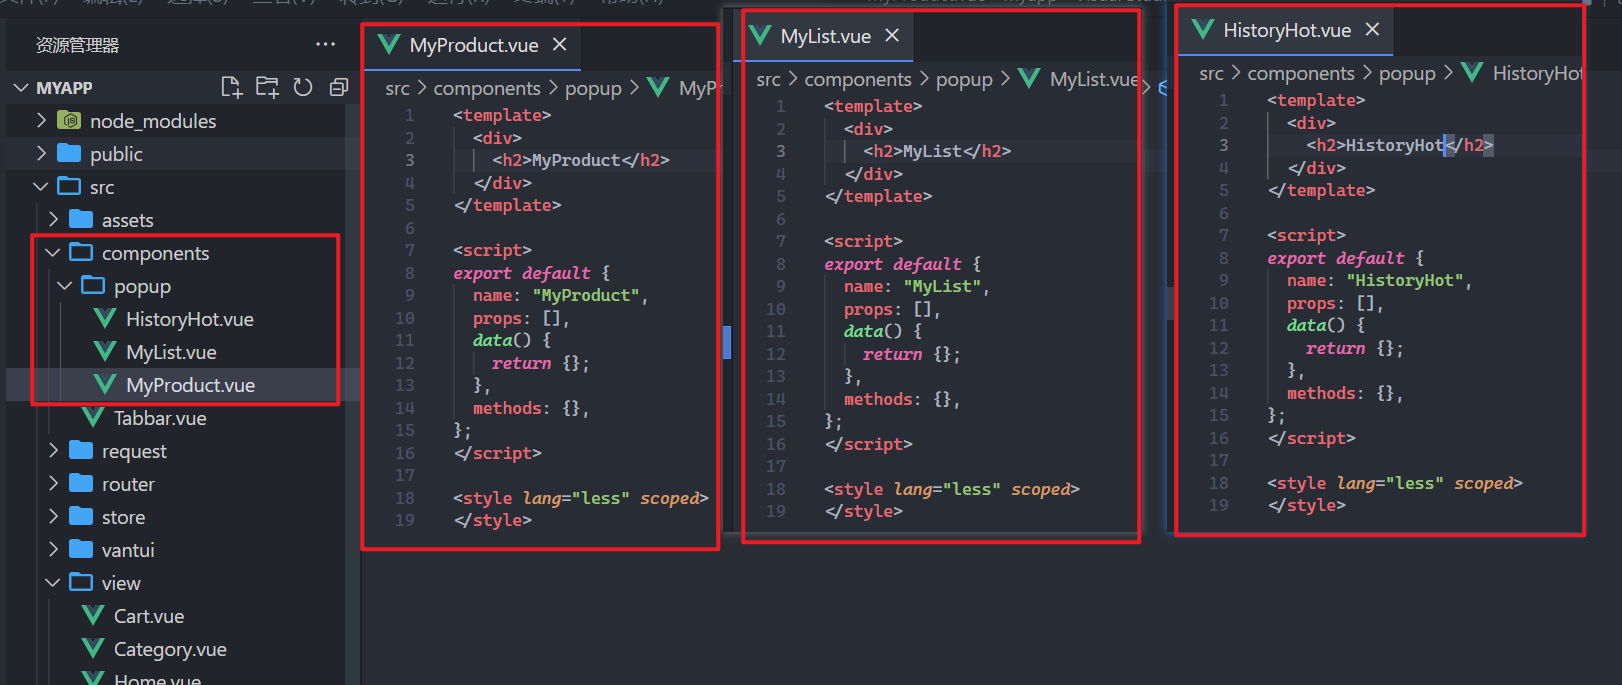 资源管理器
MYAPP
node_modules
public
src
assets
components
popup
HistoryHot.vue
MyList.vue
MyProduct.vue
Tabbar.vue
request
router
store
vantui
view
Cart.vue
Category.vue
Home.vue
MyProduct.vue
src > components > popup > MyPr
1 <template>
2 <div>
3 <h2>MyProduct</h2>
4 </div>
5 </template>
6
7 <script>
8 export default {
9 name: "MyProduct",
10 props: [],
11 data() {
12 return {};
13 },
14 methods: {},
15 };
16 </script>
17
18 <style lang="less" scoped>
19 </style>
MyList.vue
src > components > popup > MyList.vue
1 <template>
2 <div>
3 <h2>MyList</h2>
4 </div>
5 </template>
6
7 <script>
8 export default {
9 name: "MyList",
10 props: [],
11 data() {
12 return {};
13 },
14 methods: {},
15 };
16 </script>
17
18 <style lang="less" scoped>
19 </style>
HistoryHot.vue
src > components > popup > HistoryHot
1 <template>
2 <div>
3 <h2>HistoryHot</h2>
4 </div>
5 </template>
6
7 <script>
8 export default {
9 name: "HistoryHot",
10 props: [],
11 data() {
12 return {};
13 },
14 methods: {},
15 };
16 </script>
17
18 <style lang="less" scoped>
19 </style>